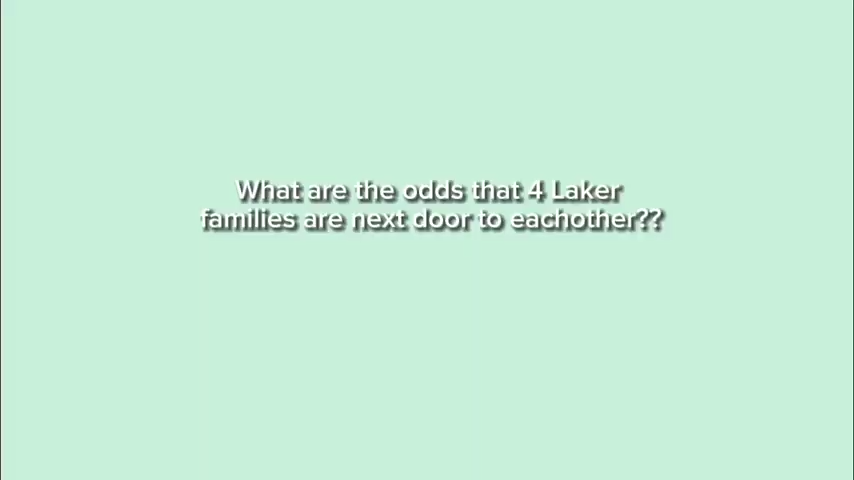 What are the odds that 4 Laker
families are next door to eachother??